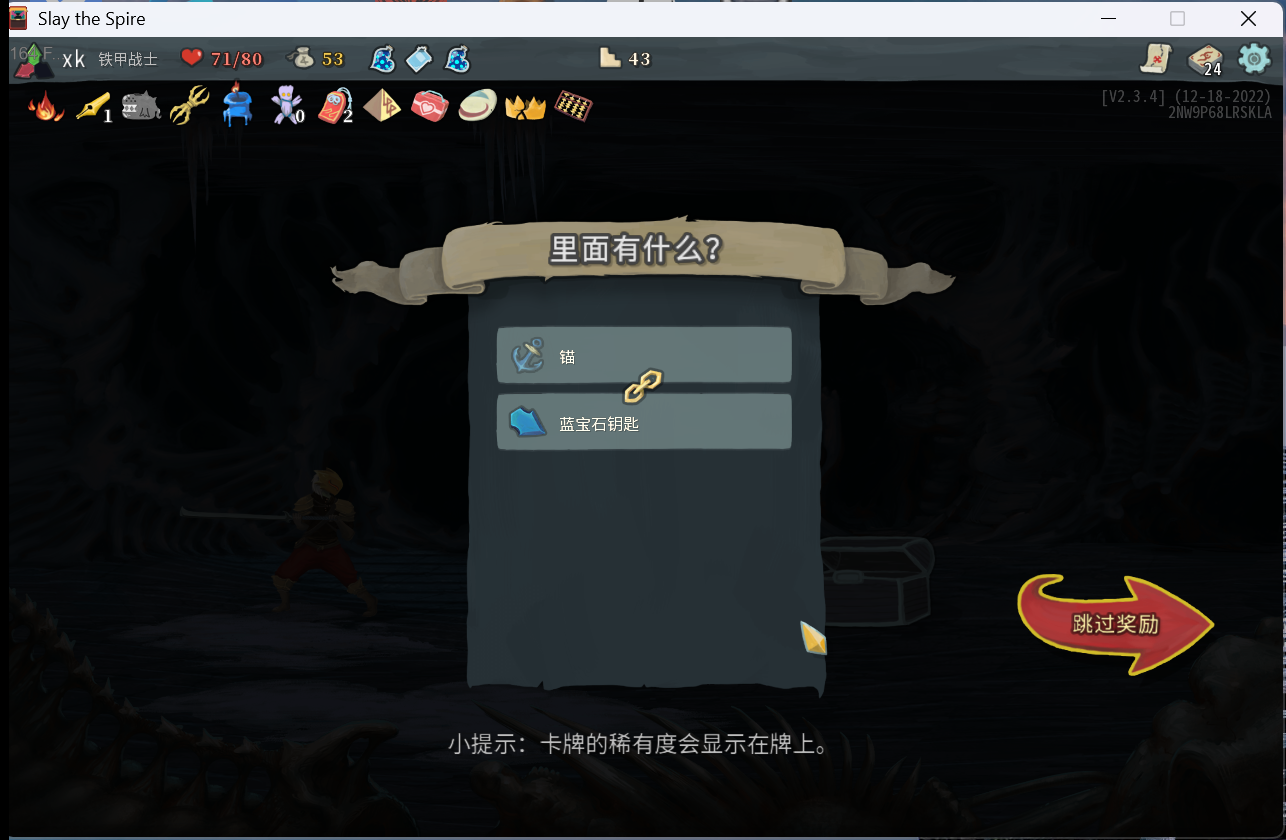 Slay the Spire
xk 铁甲战士 71/80 53 43 24
1 0 2
[V2.3.4] (12-18-2022)
2NW9P68LRSKLA
里面有什么?
锚
蓝宝石钥匙
跳过奖励
小提示: 卡牌的稀有度会显示在牌上。